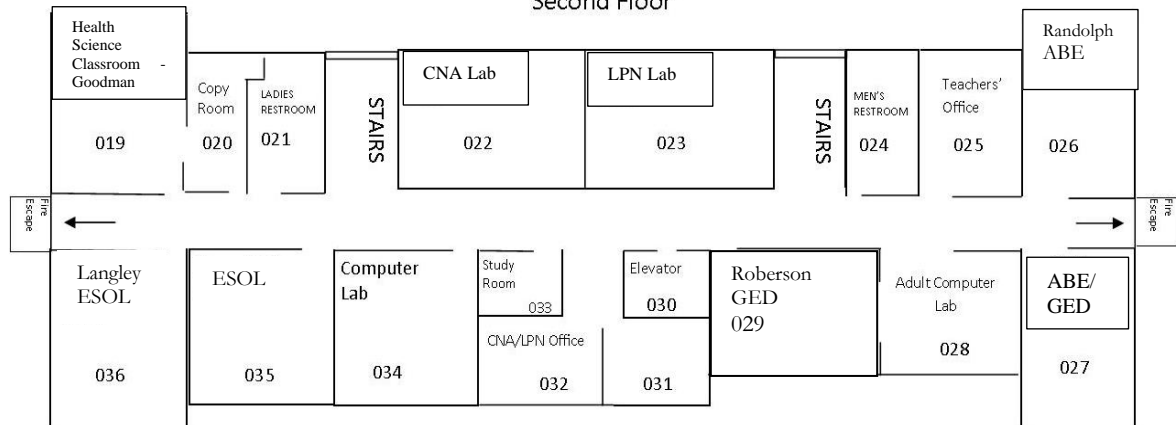 Second Floor
Health
Science
Classroom -
Goodman
019
Copy
Room
020
LADIES
RESTROOM
021
STAIRS
CNA Lab
022
LPN Lab
023
STAIRS
MEN'S
RESTROOM
024
Teachers'
Office
025
Randolph
ABE
026
Fire
Escape
Fire
Escape
Langley
ESOL
036
ESOL
035
Computer
Lab
034
Study
Room
033
CNA/LPN Office
032
Elevator
030
031
Roberson
GED
029
Adult Computer
Lab
028
ABE/
GED
027